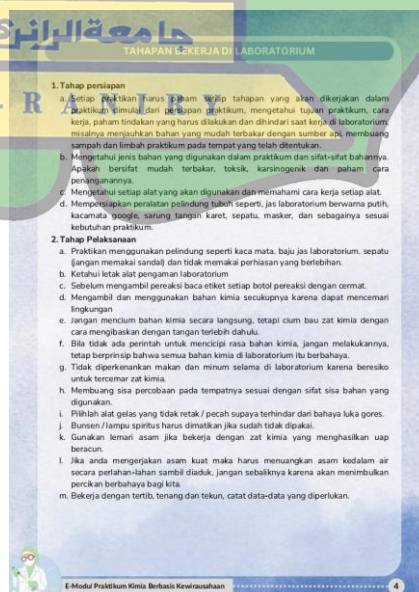 جامعة الرانري
TAHAPAN BEKERJA DI LABORATORIUM
- R A N I R Y
1. Tahap persiapan
a. Setiap praktikan harus paham setiap tahapan yang akan dikerjakan dalam
praktikum dimulai dari persiapan praktikum, mengetahui tujuan praktikum, cara
kerja, paham tindakan yang harus dilakukan dan dihindari saat kerja di laboratorium,
misalnya menjauhkan bahan yang mudah terbakar dengan sumber api, membuang
sampah dan limbah praktikum pada tempat yang telah ditentukan.
b. Mengetahui jenis bahan yang digunakan dalam praktikum dan sifat-sifat bahannya.
Apakah bersifat mudah terbakar, toksik, karsinogenik dan paham cara
penanganannya.
c. Mengetahui setiap alat yang akan digunakan dan memahami cara kerja setiap alat.
d. Mempersiapkan peralatan pelindung tubuh seperti, jas laboratorium berwarna putih,
kacamata google, sarung tangan karet, sepatu, masker, dan sebagainya sesuai
kebutuhan praktikum.
2. Tahap Pelaksanaan
a. Praktikan menggunakan pelindung seperti kaca mata, baju jas laboratorium, sepatu
(jangan memakai sandal) dan tidak memakai perhiasan yang berlebihan.
b. Ketahui letak alat pengaman laboratorium
c. Sebelum mengambil pereaksi baca etiket setiap botol pereaksi dengan cermat.
d. Mengambil dan menggunakan bahan kimia secukupnya karena dapat mencemari
lingkungan
e. Jangan mencium bahan kimia secara langsung, tetapi cium bau zat kimia dengan
cara mengibaskan dengan tangan terlebih dahulu.
f. Bila tidak ada perintah untuk mencicipi rasa bahan kimia, jangan melakukannya,
tetap berprinsip bahwa semua bahan kimia di laboratorium itu berbahaya.
g. Tidak diperkenankan makan dan minum selama di laboratorium karena beresiko
untuk tercemar zat kimia.
h. Membuang sisa percobaan pada tempatnya sesuai dengan sifat sisa bahan yang
digunakan.
i. Pilihlah alat gelas yang tidak retak / pecah supaya terhindar dari bahaya luka gores.
j. Bunsen / lampu spiritus harus dimatikan jika sudah tidak dipakai.
k. Gunakan lemari asam jika bekerja dengan zat kimia yang menghasilkan uap
beracun.
l. Jika anda mengerjakan asam kuat maka harus menuangkan asam kedalam air
secara perlahan-lahan sambil diaduk, jangan sebaliknya karena akan menimbulkan
percikan berbahaya bagi kita.
m. Bekerja dengan tertib, tenang dan tekun, catat data-data yang diperlukan.
E-Modul Praktikum Kimia Berbasis Kewirausahaan
4